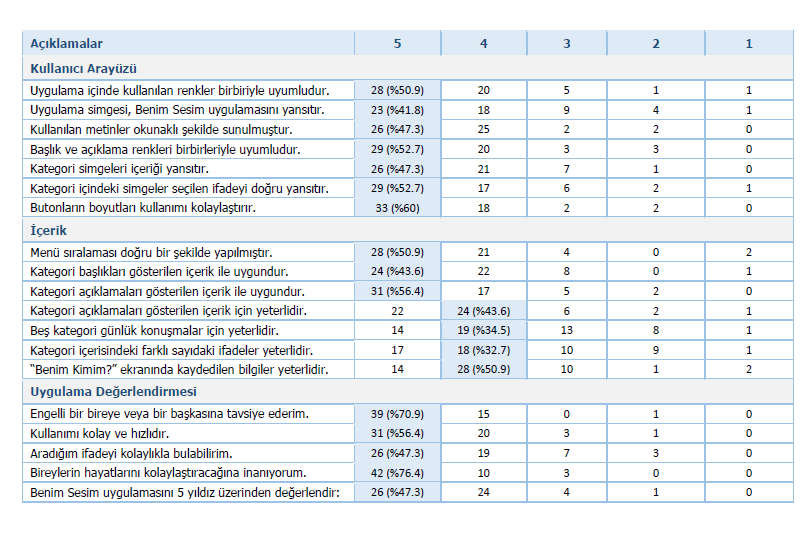 Açıklamalar 5 4 3 2 1
Kullanıcı Arayüzü
Uygulama içinde kullanılan renkler birbiriyle uyumludur. 28 (%50.9) 20 5 1 1
Uygulama simgesi, Benim Sesim uygulamasını yansıtır. 23 (%41.8) 18 9 4 1
Kullanılan metinler okunaklı şekilde sunulmuştur. 26 (%47.3) 25 2 2 0
Başlık ve açıklama renkleri birbirleriyle uyumludur. 29 (%52.7) 20 3 3 0
Kategori simgeleri içeriği yansıtır. 26 (%47.3) 21 7 1 0
Kategori içindeki simgeler seçilen ifadeyi doğru yansıtır. 29 (%52.7) 17 6 2 1
Butonların boyutları kullanımı kolaylaştırır. 33 (%60) 18 2 2 0
İçerik
Menü sıralaması doğru bir şekilde yapılmıştır. 28 (%50.9) 21 4 0 2
Kategori başlıkları gösterilen içerik ile uygundur. 24 (%43.6) 22 8 0 1
Kategori açıklamaları gösterilen içerik ile uygundur. 31 (%56.4) 17 5 2 0
Kategori açıklamaları gösterilen içerik için yeterlidir. 22 24 (%43.6) 6 2 1
Beş kategori günlük konuşmalar için yeterlidir. 14 19 (%34.5) 13 8 1
Kategori içerisindeki farklı sayıdaki ifadeler yeterlidir. 17 18 (%32.7) 10 9 1
“Benim Kimim?” ekranında kaydedilen bilgiler yeterlidir. 14 28 (%50.9) 10 1 2
Uygulama Değerlendirmesi
Engelli bir bireye veya bir başkasına tavsiye ederim. 39 (%70.9) 15 0 1 0
Kullanımı kolay ve hızlıdır. 31 (%56.4) 20 3 1 0
Aradığım ifadeyi kolaylıkla bulabilirim. 26 (%47.3) 19 7 3 0
Bireylerin hayatlarını kolaylaştıracağına inanıyorum. 42 (%76.4) 10 3 0 0
Benim Sesim uygulamasını 5 yıldız üzerinden değerlendir: 26 (%47.3) 24 4 1 0